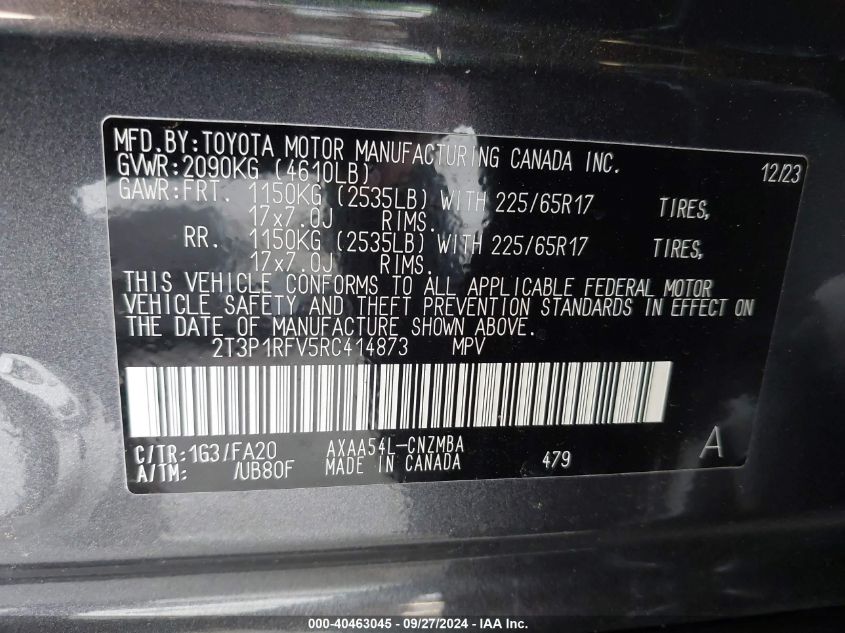 MFD.BY:TOYOTA MOTOR MANUFACTURING CANADA INC. 12/23
GVWR:2090KG (4610LB)
GAWR:FRT. 1150KG (2535LB) WITH 225/65R17 TIRES,
17x7.0J RIMS.
RR. 1150KG (2535LB) WITH 225/65R17 TIRES,
17x7.0J RIMS.
THIS VEHICLE CONFORMS TO ALL APPLICABLE FEDERAL MOTOR
VEHICLE SAFETY AND THEFT PREVENTION STANDARDS IN EFFECT ON
THE DATE OF MANUFACTURE SHOWN ABOVE.
2T3P1RFV5RC414873 MPV
C/TR:1G3/FA20 AXAA54L-CNZMBA
A/TM: /UB80F MADE IN CANADA 479 A
000-40463045 - 09/27/2024 - IAA Inc.